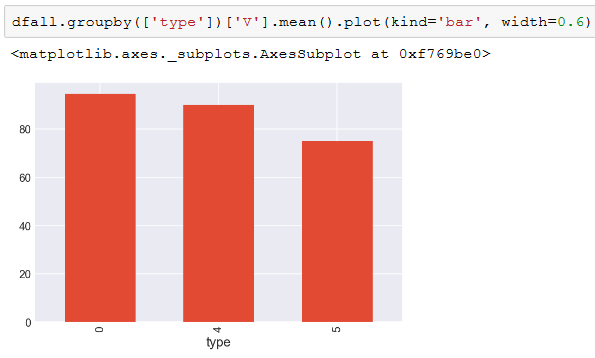 dfall.groupby(['type'])['V'].mean().plot(kind='bar', width=0.6)
<matplotlib.axes._subplots.AxesSubplot at 0xf769be0>
80
60
40
20
0
0 4 5
type